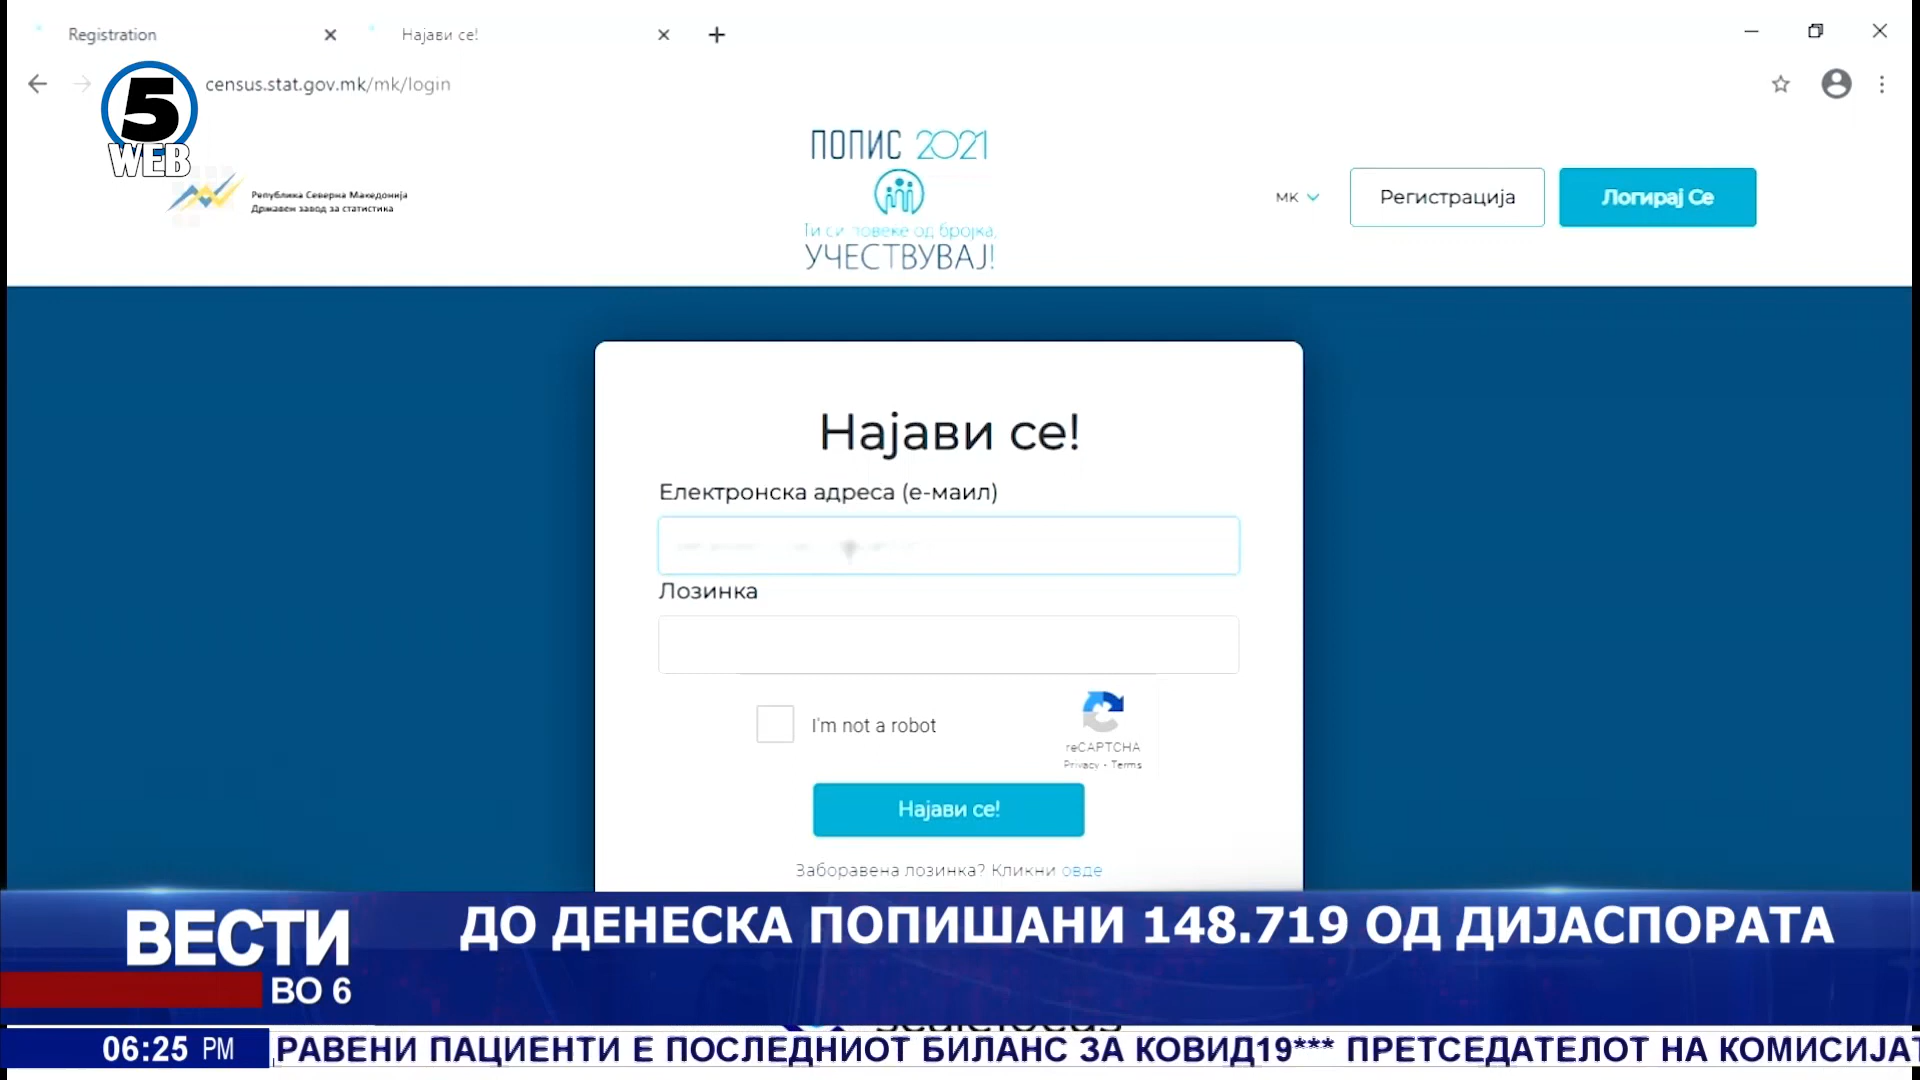 Registration
Најави се!
census.stat.gov.mk/mk/login
5
WEB
Република Северна Македонија
Државен завод за статистика
ПОПИС 2021
Ти си повеќе од бројка,
УЧЕСТВУВАЈ!
МК
Регистрација
Логирај Се
Најави се!
Електронска адреса (е-маил)
Лозинка
I'm not a robot
reCAPTCHA
Privacy - Terms
Најави се!
Заборавена лозинка? Кликни овде
ВЕСТИ
ВО 6
ДО ДЕНЕСКА ПОПИШАНИ 148.719 ОД ДИЈАСПОРАТА
06:25 PM
РАВЕНИ ПАЦИЕНТИ Е ПОСЛЕДНИОТ БИЛАНС ЗА КОВИД19*** ПРЕТСЕДАТЕЛОТ НА КОМИСИЈАТ